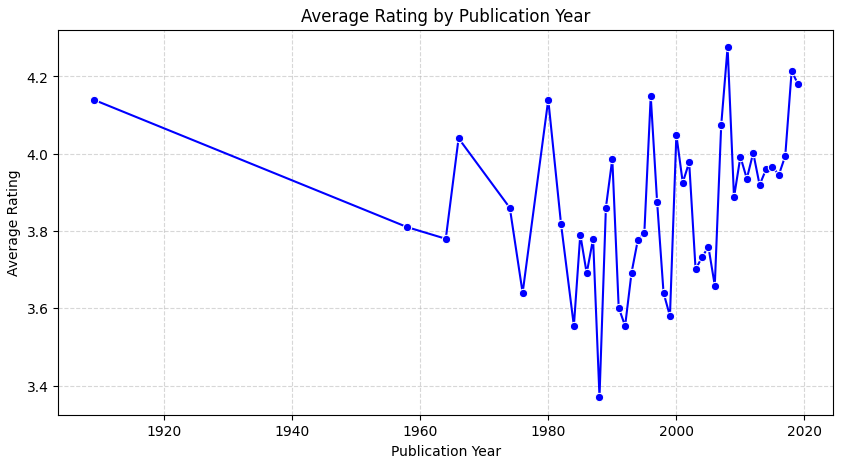 Average Rating by Publication Year
Average Rating
4.2
4.0
3.8
3.6
3.4
1920 1940 1960 1980 2000 2020
Publication Year